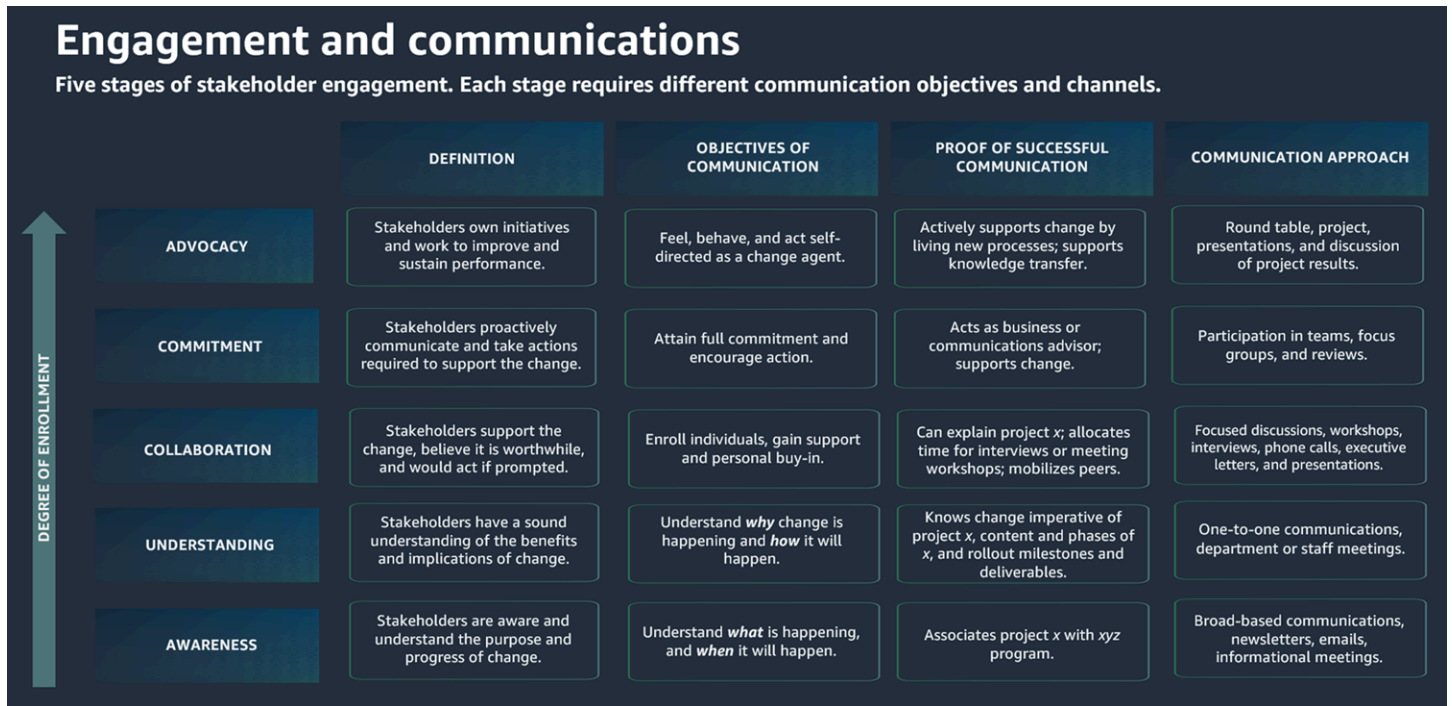 Engagement and communications
Five stages of stakeholder engagement. Each stage requires different communication objectives and channels.
DEFINITION
OBJECTIVES OF
COMMUNICATION
PROOF OF SUCCESSFUL
COMMUNICATION
COMMUNICATION APPROACH
DEGREE OF ENROLLMENT
ADVOCACY
Stakeholders own initiatives
and work to improve and
sustain performance.
Feel, behave, and act self-
directed as a change agent.
Actively supports change by
living new processes; supports
knowledge transfer.
Round table, project,
presentations, and discussion
of project results.
COMMITMENT
Stakeholders proactively
communicate and take actions
required to support the change.
Attain full commitment and
encourage action.
Acts as business or
communications advisor;
supports change.
Participation in teams, focus
groups, and reviews.
COLLABORATION
Stakeholders support the
change, believe it is worthwhile,
and would act if prompted.
Enroll individuals, gain support
and personal buy-in.
Can explain project x; allocates
time for interviews or meeting
workshops; mobilizes peers.
Focused discussions, workshops,
interviews, phone calls, executive
letters, and presentations.
UNDERSTANDING
Stakeholders have a sound
understanding of the benefits
and implications of change.
Understand why change is
happening and how it will
happen.
Knows change imperative of
project x, content and phases of
x, and rollout milestones and
deliverables.
One-to-one communications,
department or staff meetings.
AWARENESS
Stakeholders are aware and
understand the purpose and
progress of change.
Understand what is happening,
and when it will happen.
Associates project x with xyz
program.
Broad-based communications,
newsletters, emails,
informational meetings.